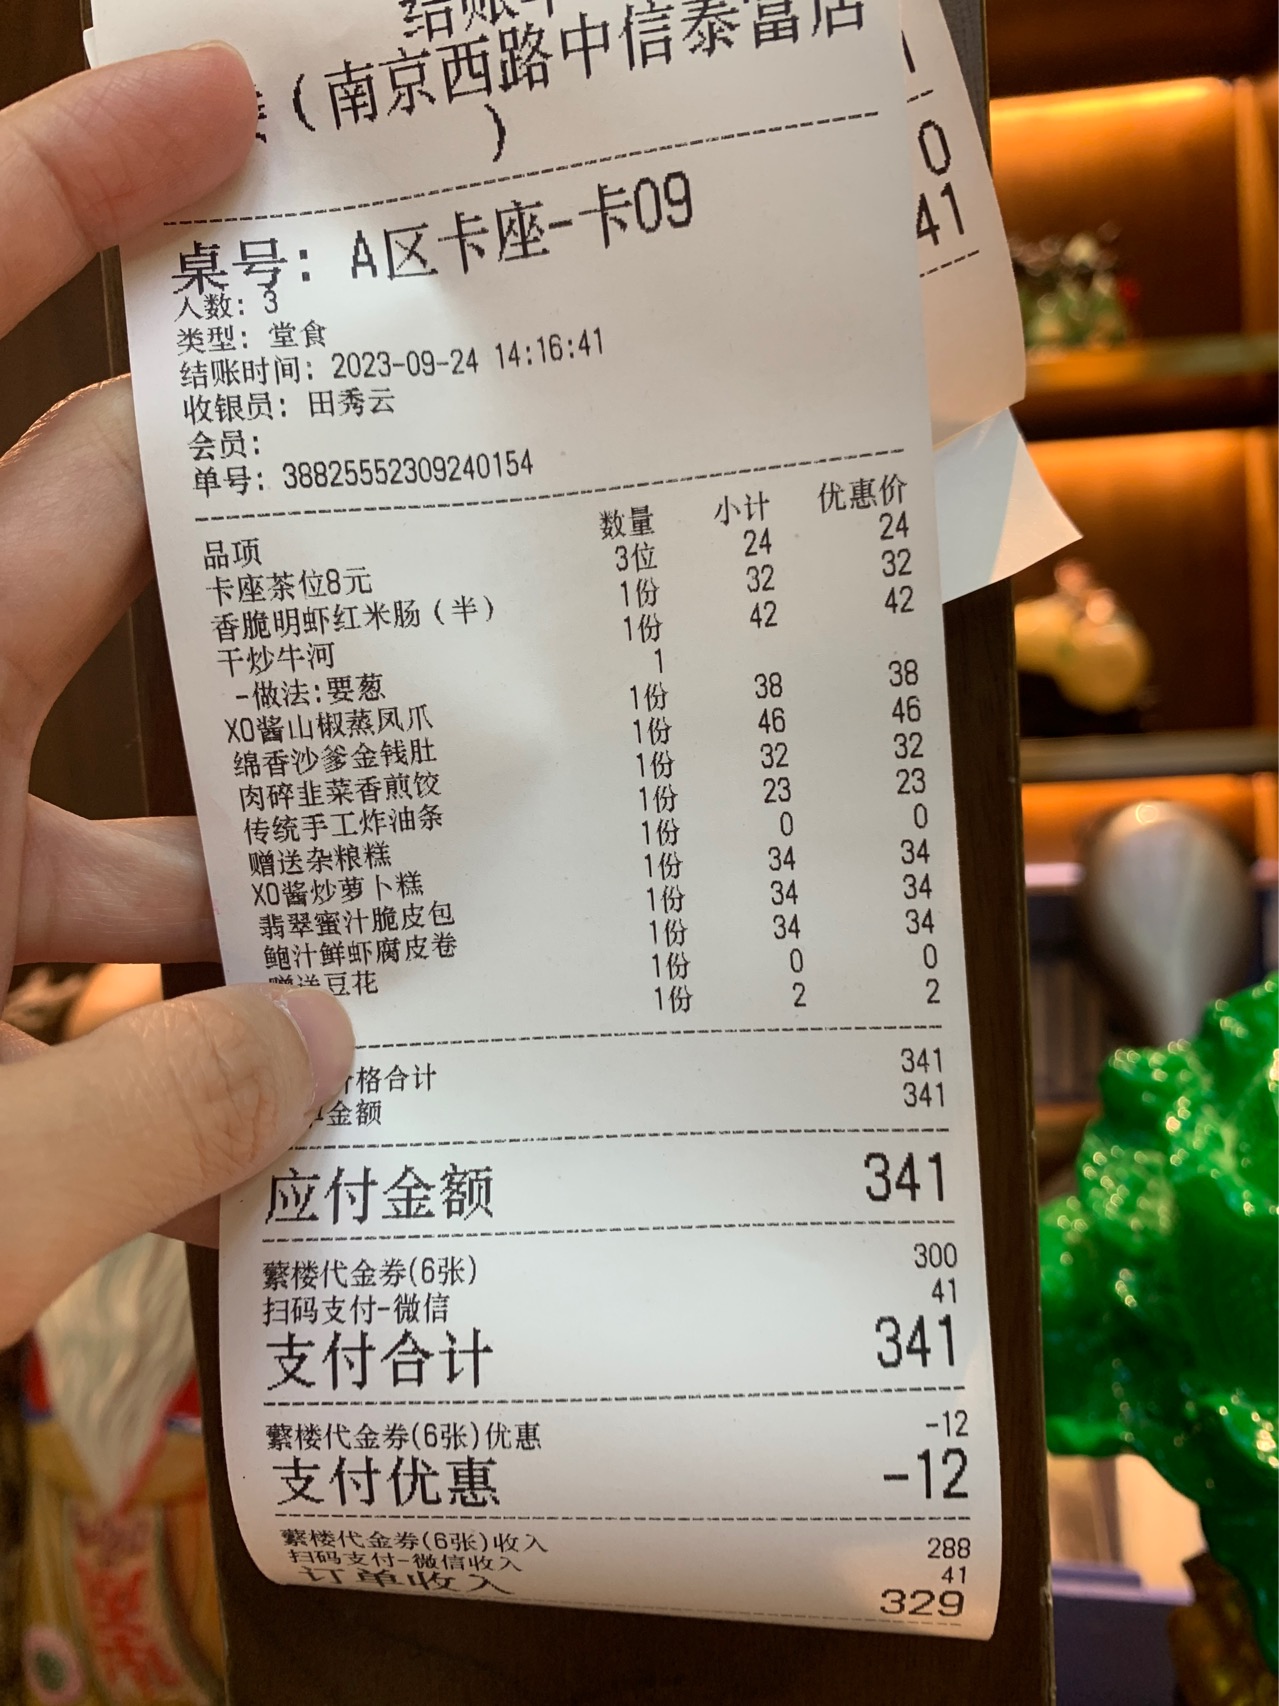 结账单
楼(南京西路中信泰富店
)
桌号: A区卡座-卡09
人数: 3
类型: 堂食
结账时间: 2023-09-24 14:16:41
收银员: 田秀云
会员:
单号: 38825552309240154
品项 数量 小计 优惠价
卡座茶位8元 3位 24 24
香脆明虾红米肠(半) 1份 32 32
干炒牛河 1份 42 42
-做法:要葱 1
XO酱山椒蒸凤爪 1份 38 38
绵香沙爹金钱肚 1份 46 46
肉碎韭菜香煎饺 1份 32 32
传统手工炸油条 1份 23 23
赠送杂粮糕 1份 0 0
XO酱炒萝卜糕 1份 34 34
翡翠蜜汁脆皮包 1份 34 34
鲍汁鲜虾腐皮卷 1份 34 34
赠送豆花 1份 0 0
1份 2 2
价格合计 341
金额 341
应付金额 341
蘩楼代金券(6张) 300
扫码支付-微信 41
支付合计 341
蘩楼代金券(6张)优惠 -12
支付优惠 -12
蘩楼代金券(6张)收入 288
扫码支付-微信收入 41
订单收入 329
0
41